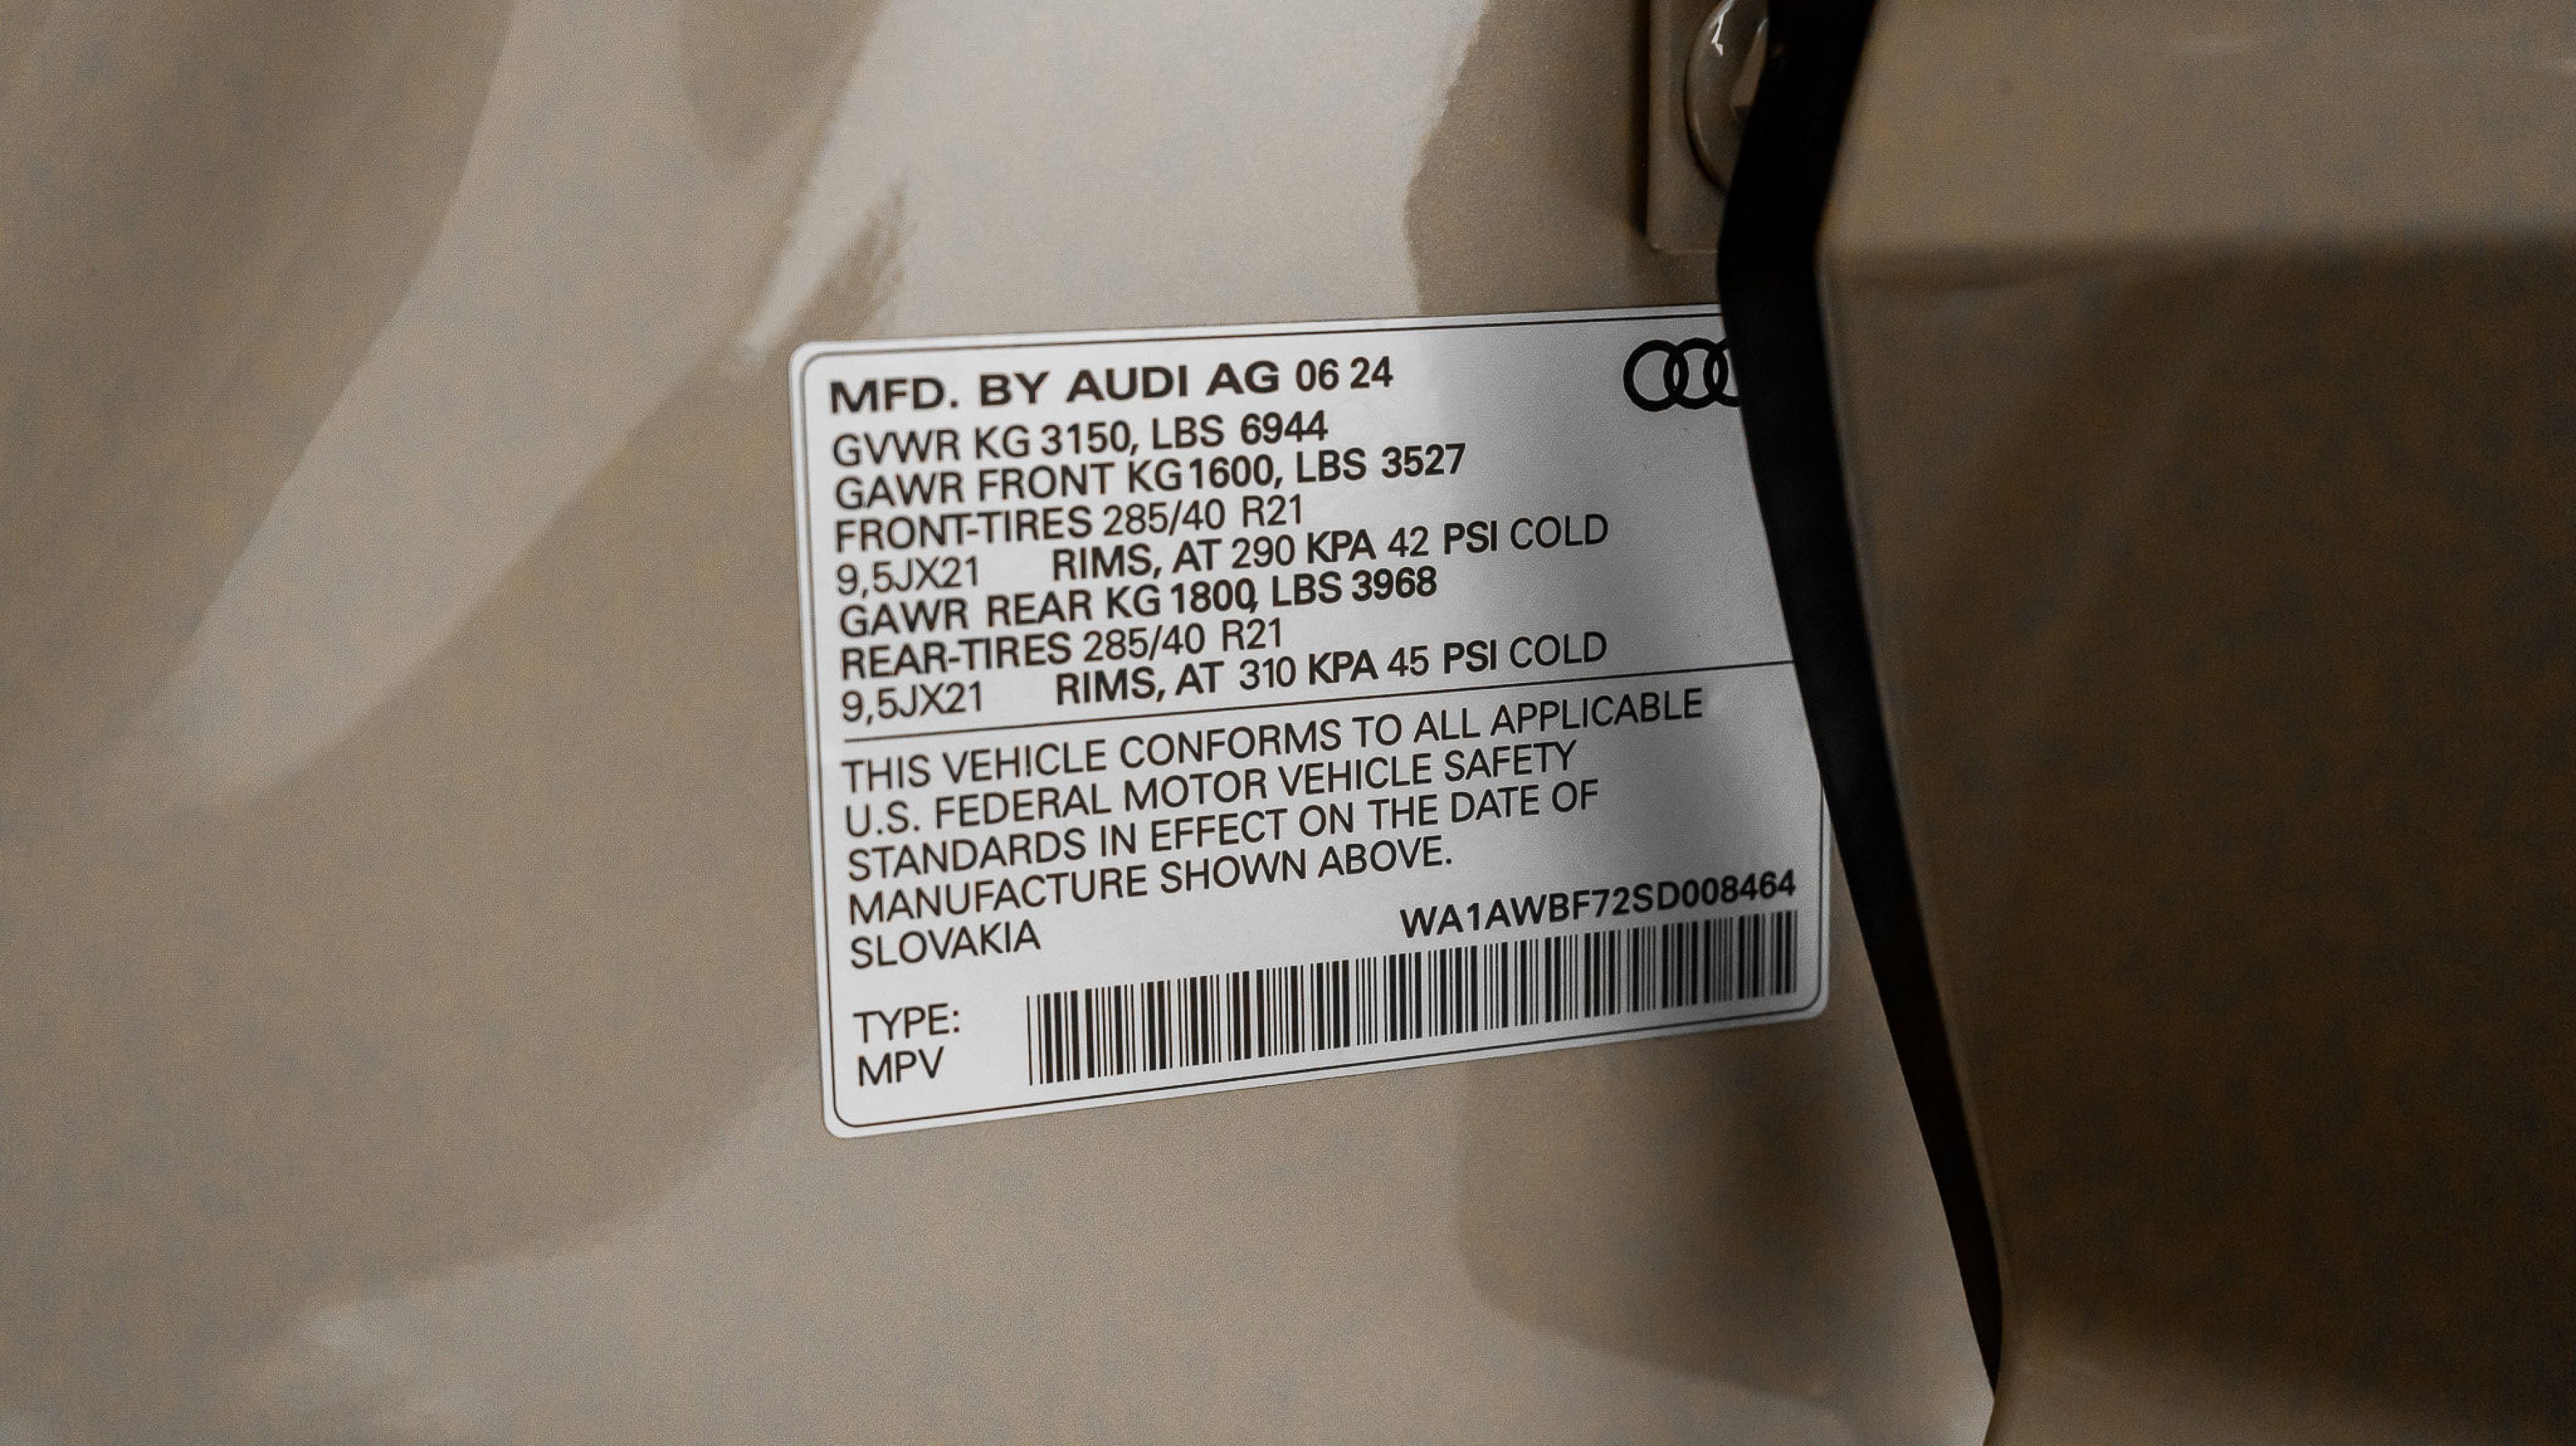 MFD. BY AUDI AG 06 24
GVWR KG 3150, LBS 6944
GAWR FRONT KG 1600, LBS 3527
FRONT-TIRES 285/40 R21
9,5JX21 RIMS, AT 290 KPA 42 PSI COLD
GAWR REAR KG 1800, LBS 3968
REAR-TIRES 285/40 R21
9,5JX21 RIMS, AT 310 KPA 45 PSI COLD
THIS VEHICLE CONFORMS TO ALL APPLICABLE
U.S. FEDERAL MOTOR VEHICLE SAFETY
STANDARDS IN EFFECT ON THE DATE OF
MANUFACTURE SHOWN ABOVE.
SLOVAKIA WA1AWBF72SD008464
TYPE:
MPV